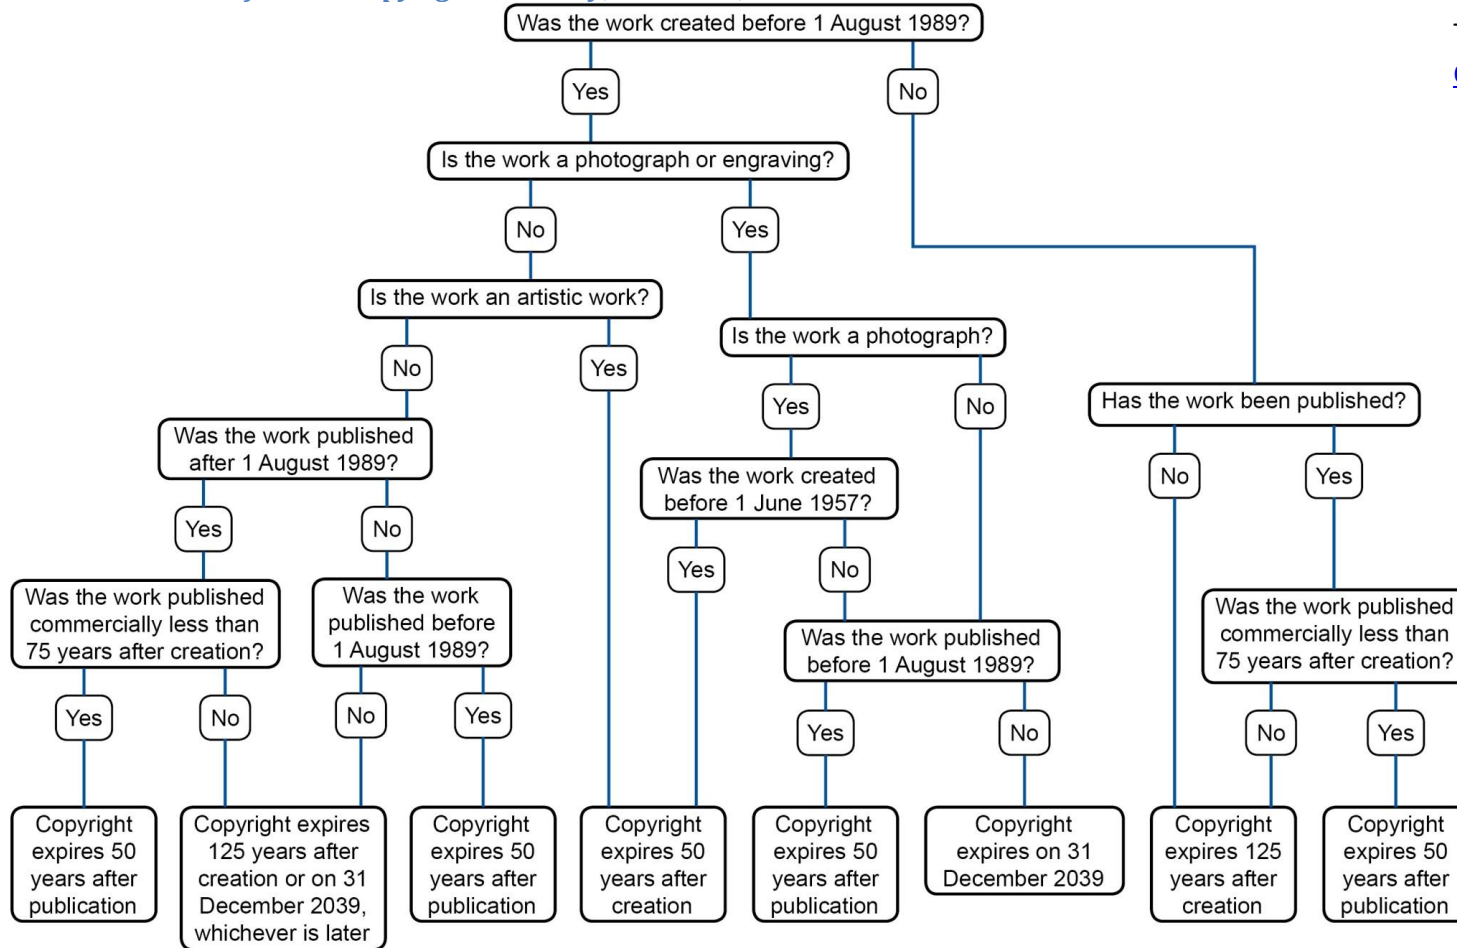 Was the work created before 1 August 1989?
Yes
No
Is the work a photograph or engraving?
No
Yes
Is the work an artistic work?
Is the work a photograph?
No
Yes
Yes
No
Has the work been published?
Was the work published
after 1 August 1989?
Was the work created
before 1 June 1957?
No
Yes
Yes
No
Yes
No
Was the work published
commercially less than
75 years after creation?
Was the work
published before
1 August 1989?
Was the work published
before 1 August 1989?
Was the work published
commercially less than
75 years after creation?
Yes
No
No
Yes
Yes
No
No
Yes
Copyright
expires 50
years after
publication
Copyright expires
125 years after
creation or on 31
December 2039,
whichever is later
Copyright
expires 50
years after
publication
Copyright
expires 50
years after
creation
Copyright
expires 50
years after
publication
Copyright
expires on 31
December 2039
Copyright
expires 125
years after
creation
Copyright
expires 50
years after
publication